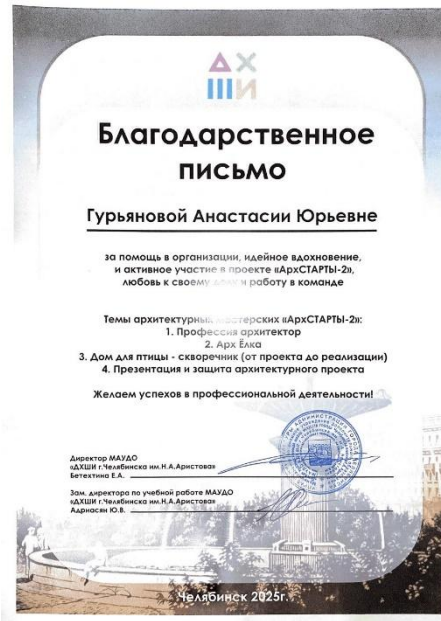 ДХ
ШИ
Благодарственное
письмо
Гурьяновой Анастасии Юрьевне
за помощь в организации, идейное вдохновение,
и активное участие в проекте «АрхСТАРТЫ-2»,
любовь к своему делу и работу в команде
Темы архитектурных мастерских «АрхСТАРТЫ-2»:
1. Профессия архитектор
2. Арх Ёлка
3. Дом для птицы - скворечник (от проекта до реализации)
4. Презентация и защита архитектурного проекта
Желаем успехов в профессиональной деятельности!
Директор МАУДО
«ДХШИ г.Челябинска им.Н.А.Аристова»
Бетехтина Е.А.
Зам. директора по учебной работе МАУДО
«ДХШИ г.Челябинска им.Н.А.Аристова»
Адриасян Ю.В.
Челябинск 2025г.